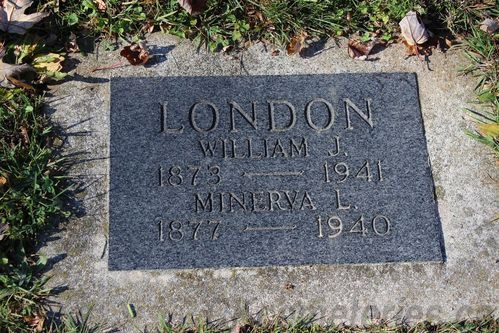 LONDON
WILLIAM J.
1873 — 1941
MINERVA L.
1877 — 1940